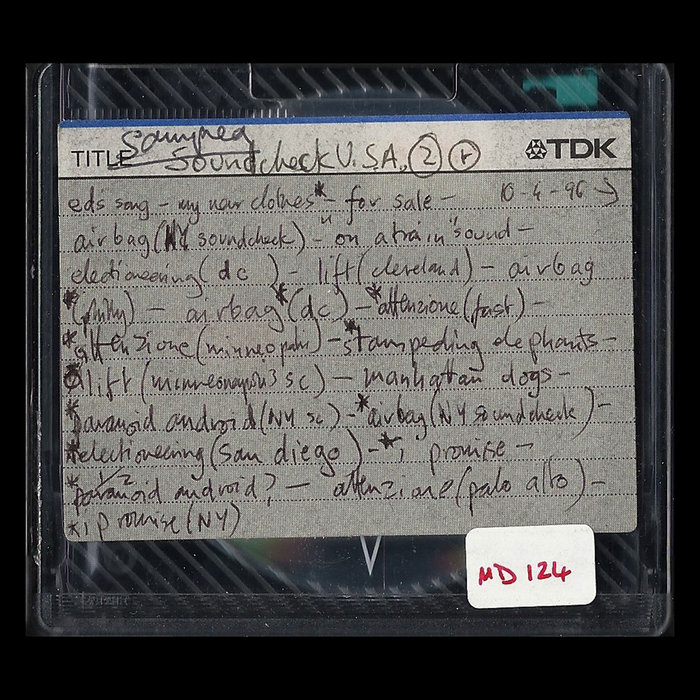 sampled
TITLE Soundcheck U.S.A. 2 r TDK
eds song – my new clothes* – for sale – 10-4-96 →
airbag (NY soundcheck) – "on a train" sound –
electioneering (dc ) – lift (cleveland) – airbag
*(philly) – airbag* (dc) – *attenzione (fast) –
*attenzione (minneapolis) – *stampeding elephants –
lift (minneonapolis sc) – manhattan dogs –
*paranoid android (NY sc) – *airbag (NY soundcheck) –
*electioneering (san diego) – * i promise –
*paranoid android 1/2 ? – attenzione (palo alto) –
*i promise (NY)
MD 124